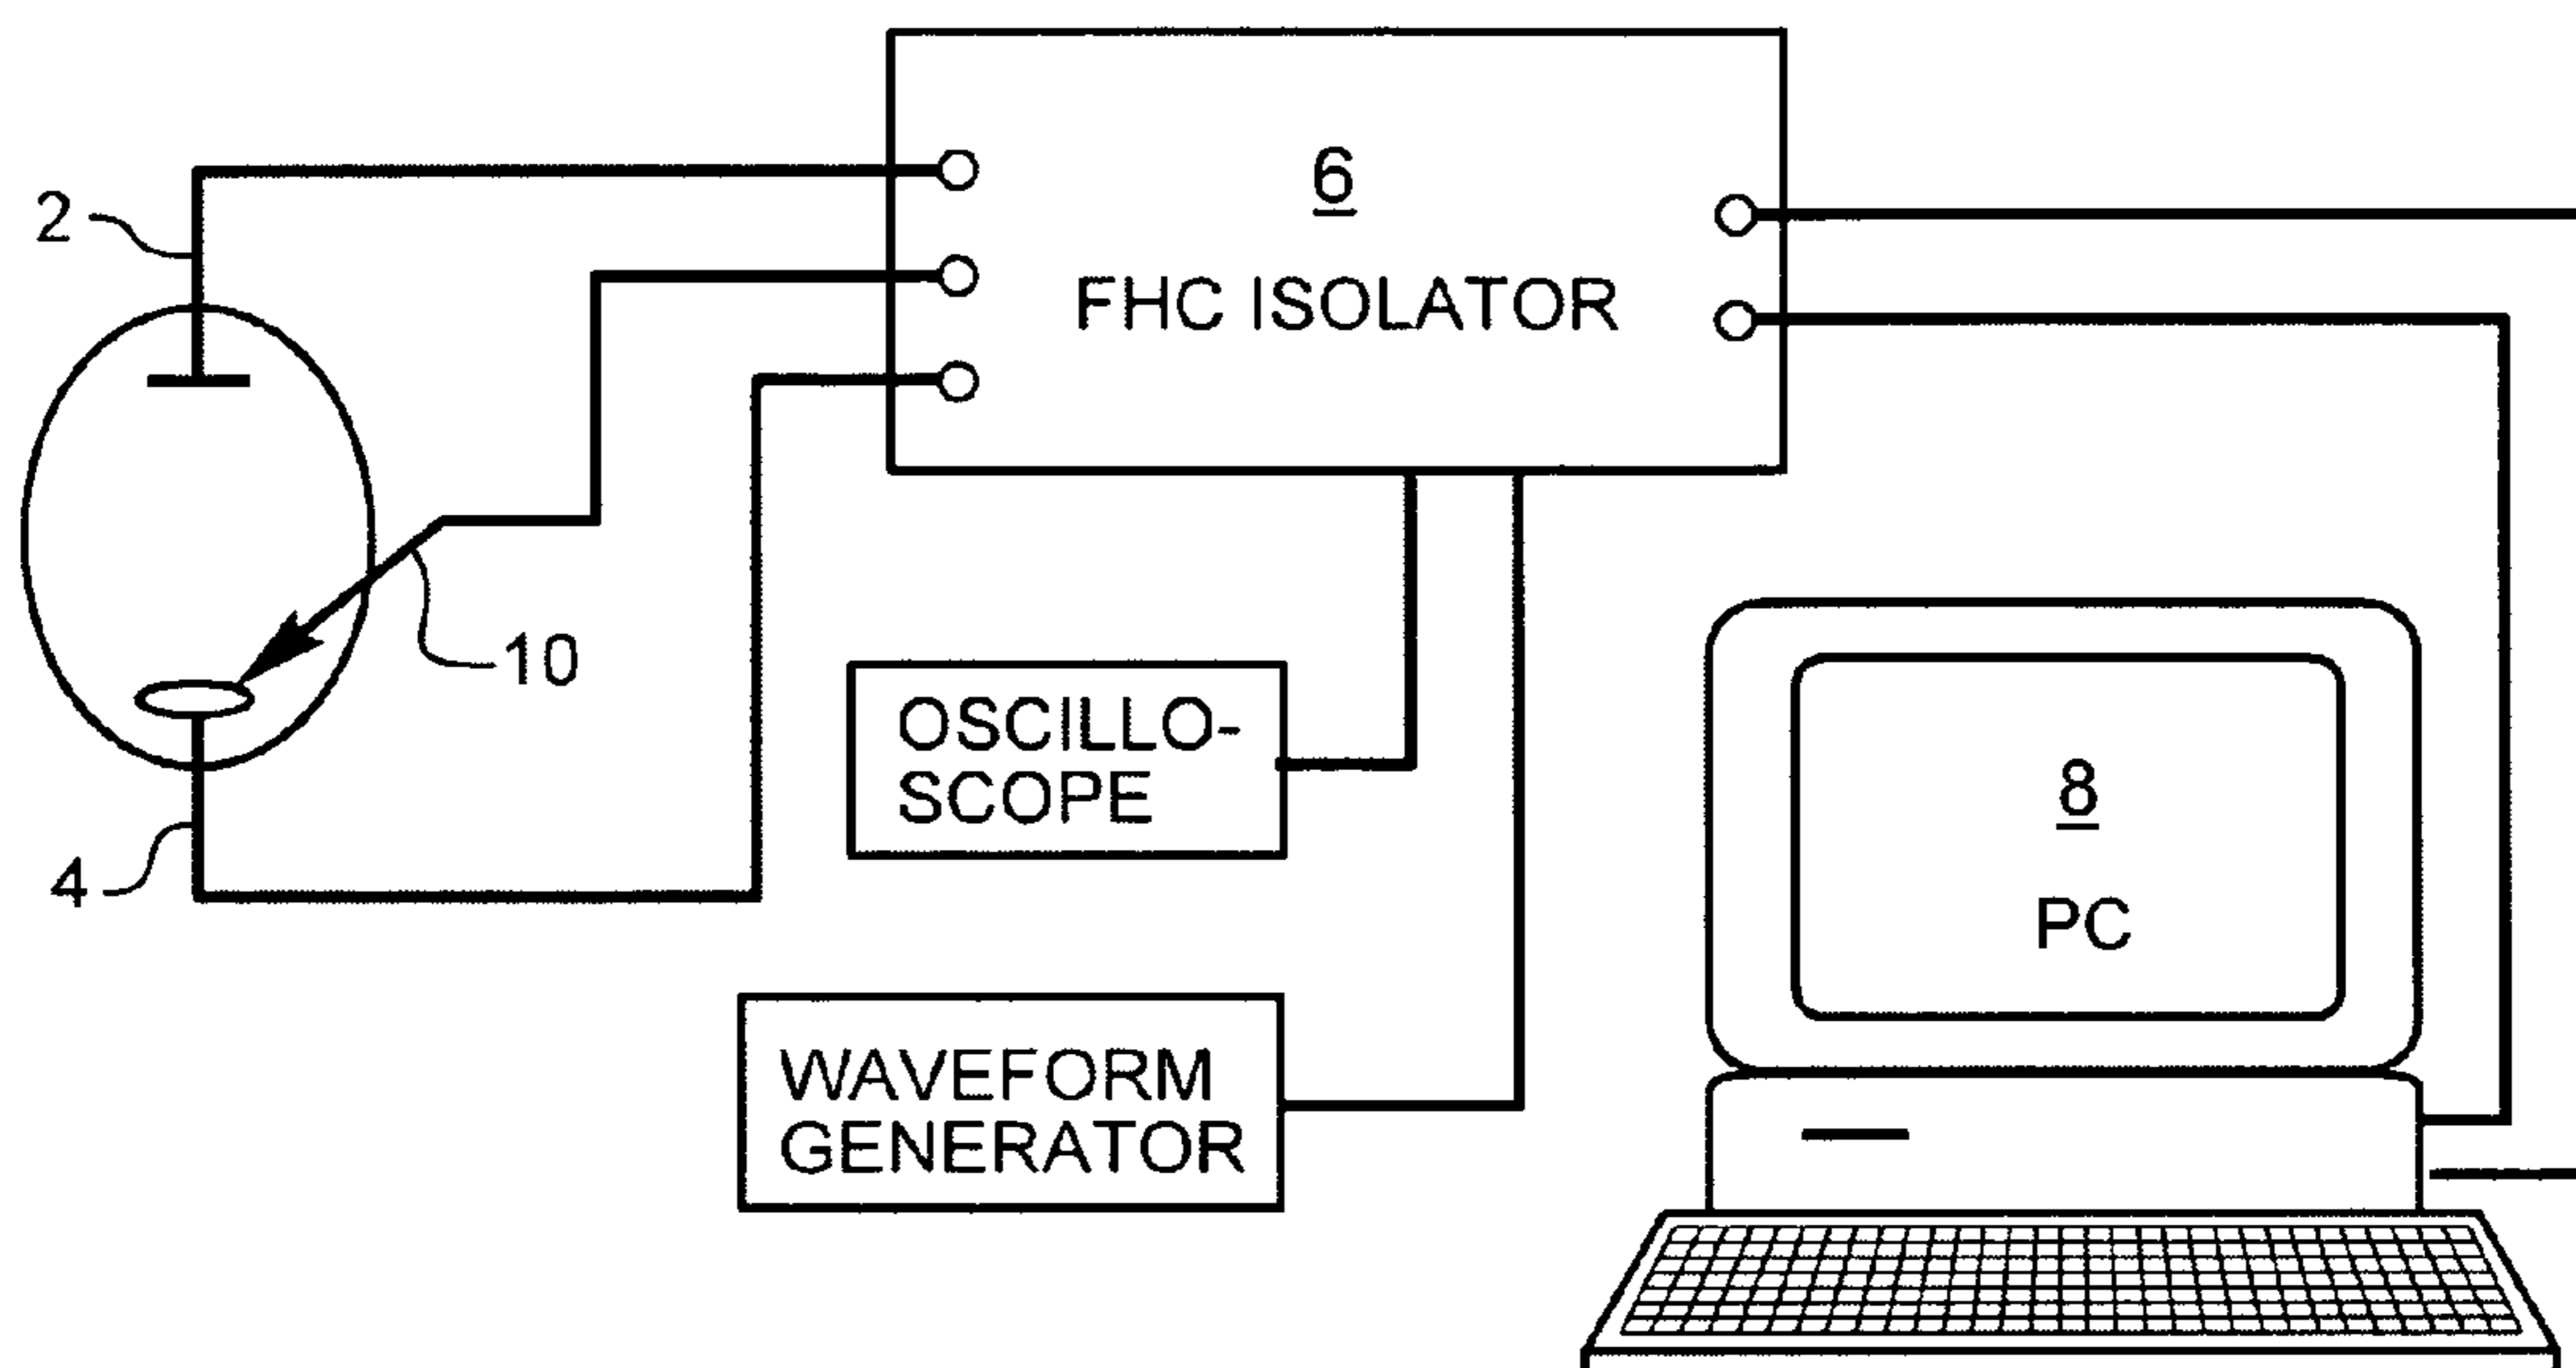 2
6
FHC ISOLATOR
10
OSCILLO-
SCOPE
4
8
PC
WAVEFORM
GENERATOR